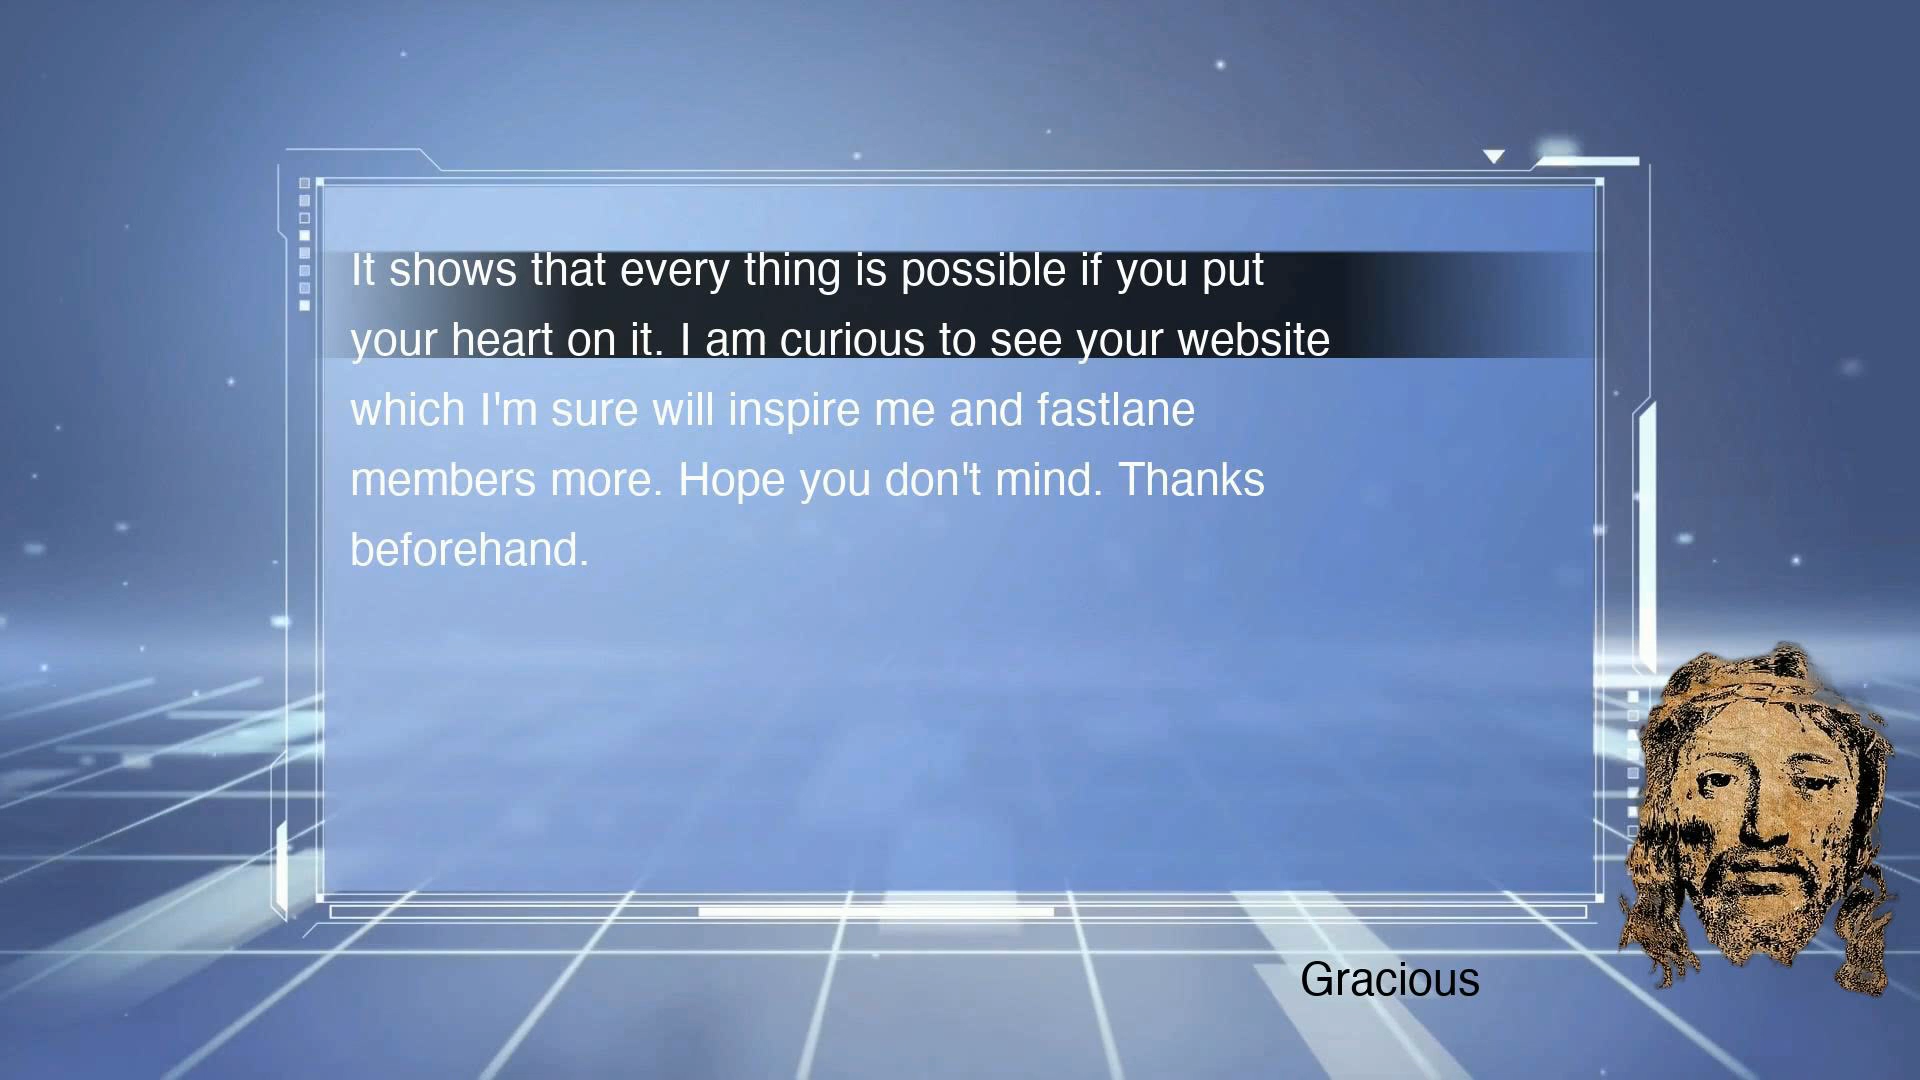 It shows that every thing is possible if you put
your heart on it. I am curious to see your website
which I'm sure will inspire me and fastlane
members more. Hope you don't mind. Thanks
beforehand.
Gracious